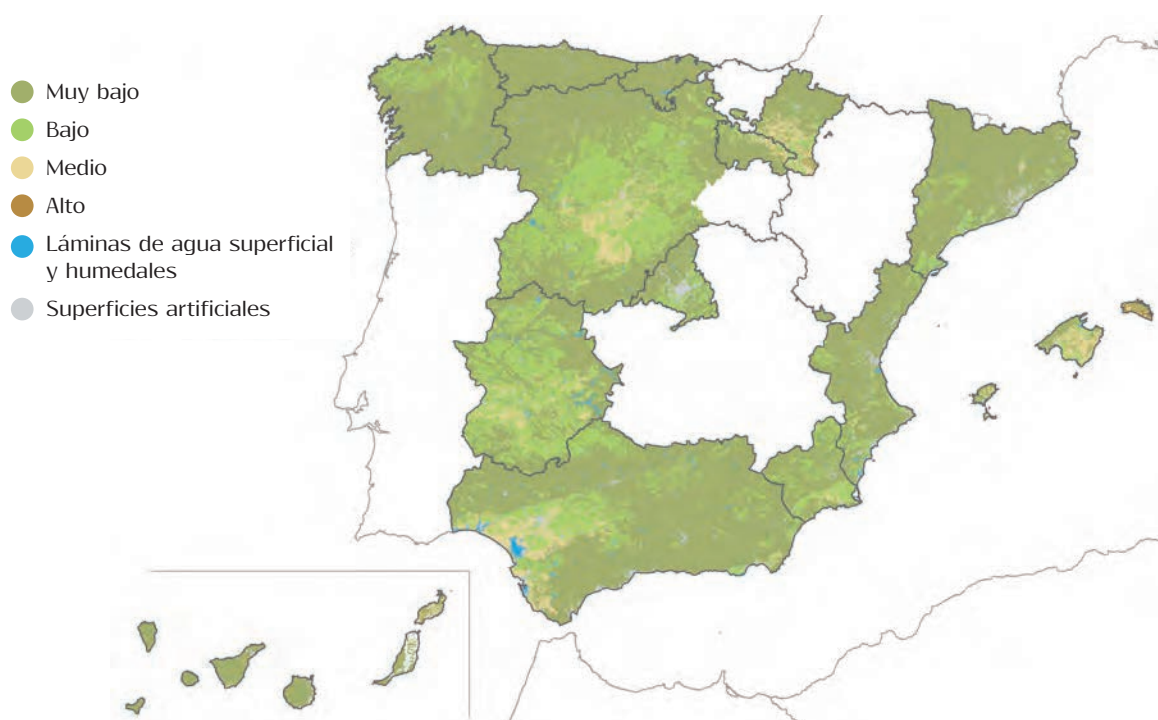 Muy bajo
Bajo
Medio
Alto
Láminas de agua superficial
y humedales
Superficies artificiales